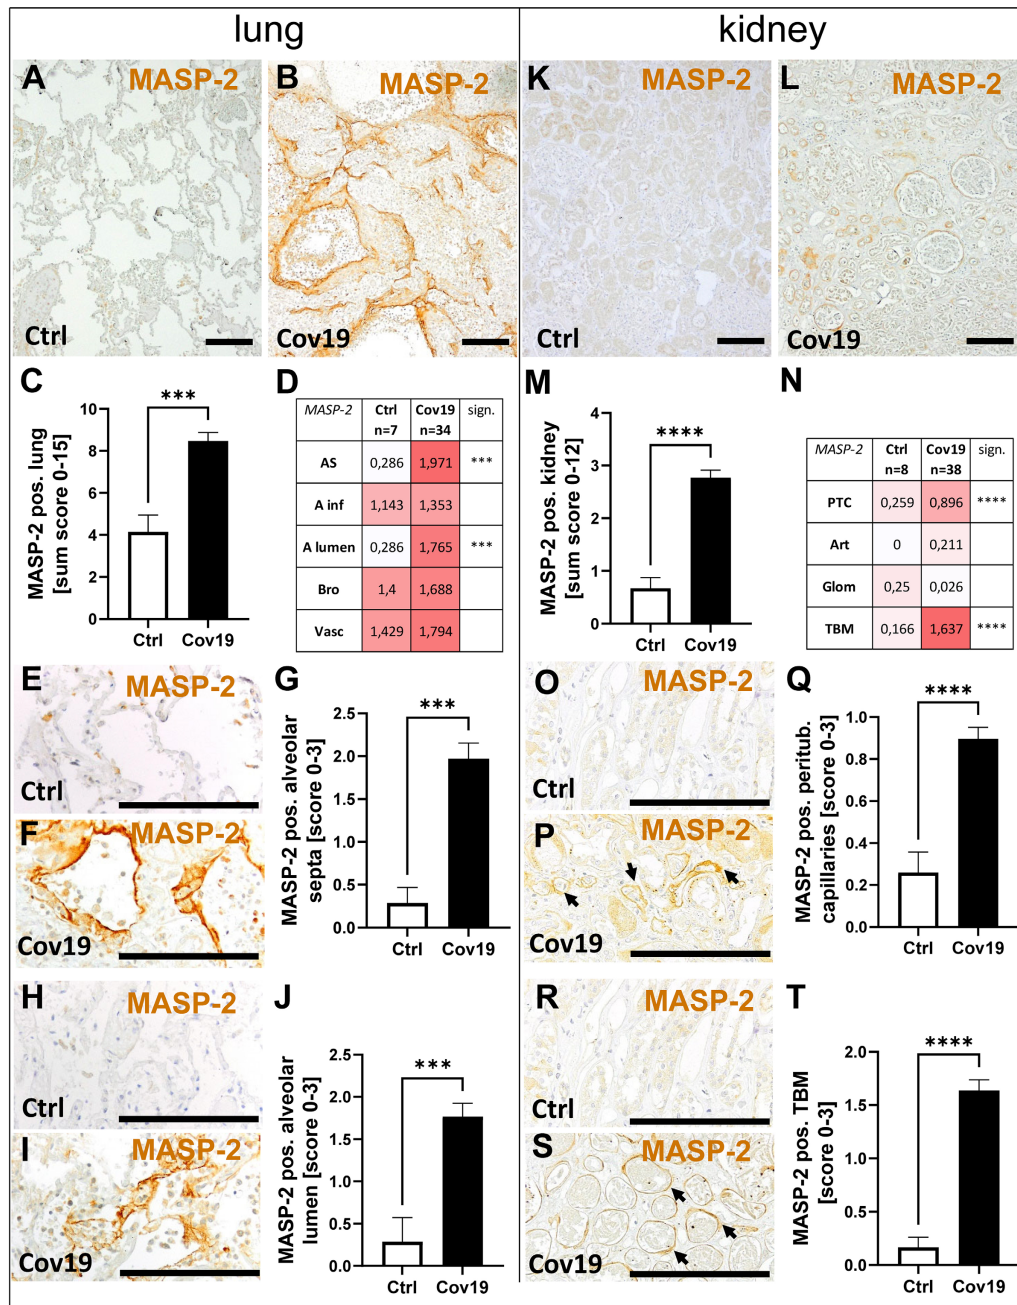 lung
kidney
A
MASP-2
Ctrl
B
MASP-2
Cov19
K
MASP-2
Ctrl
L
MASP-2
Cov19
C
MASP-2 pos. lung
[sum score 0-15]
10
8
6
4
2
0
***
Ctrl
Cov19
D
MASP-2 Ctrl n=7 Cov19 n=34 sign.
AS 0,286 1,971 ***
A inf 1,143 1,353
A lumen 0,286 1,765 ***
Bro 1,4 1,688
Vasc 1,429 1,794
M
MASP-2 pos. kidney
[sum score 0-12]
4
3
2
1
0
****
Ctrl
Cov19
N
MASP-2 Ctrl n=8 Cov19 n=38 sign.
PTC 0,259 0,896 ****
Art 0 0,211
Glom 0,25 0,026
TBM 0,166 1,637 ****
E
MASP-2
Ctrl
F
MASP-2
Cov19
G
MASP-2 pos. alveolar
septa [score 0-3]
2.5
2.0
1.5
1.0
0.5
0.0
***
Ctrl
Cov19
O
MASP-2
Ctrl
P
MASP-2
Cov19
Q
MASP-2 pos. peritub.
capillaries [score 0-3]
1.0
0.8
0.6
0.4
0.2
0.0
****
Ctrl
Cov19
H
MASP-2
Ctrl
I
MASP-2
Cov19
J
MASP-2 pos. alveolar
lumen [score 0-3]
2.5
2.0
1.5
1.0
0.5
0.0
***
Ctrl
Cov19
R
MASP-2
Ctrl
S
MASP-2
Cov19
T
MASP-2 pos. TBM
[score 0-3]
2.0
1.5
1.0
0.5
0.0
****
Ctrl
Cov19